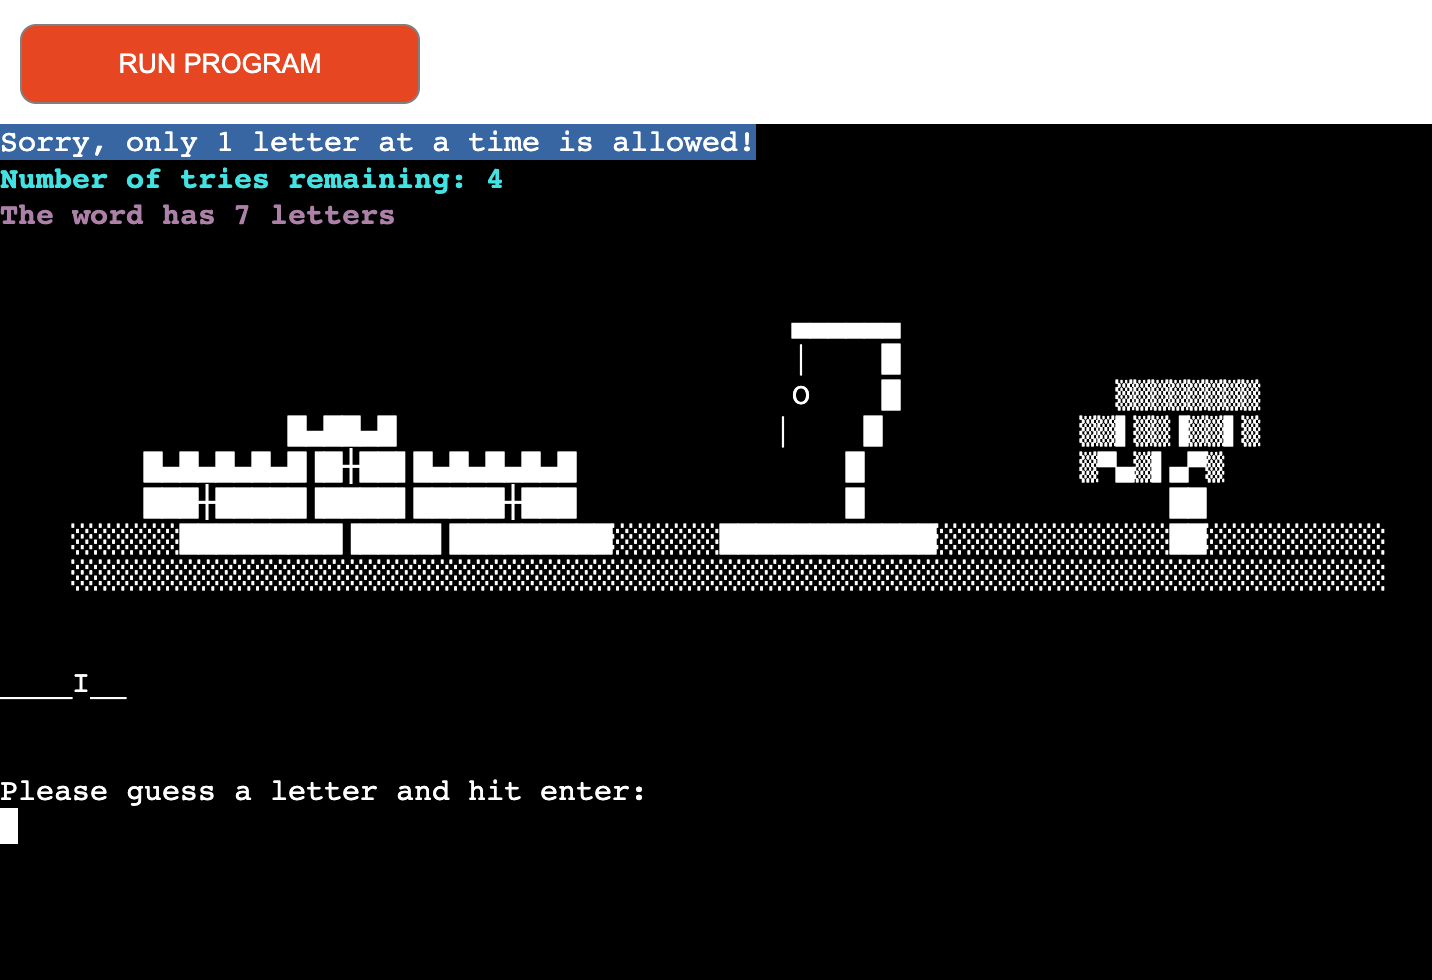 RUN PROGRAM
Sorry, only 1 letter at a time is allowed!
Number of tries remaining: 4
The word has 7 letters
____I__
Please guess a letter and hit enter: